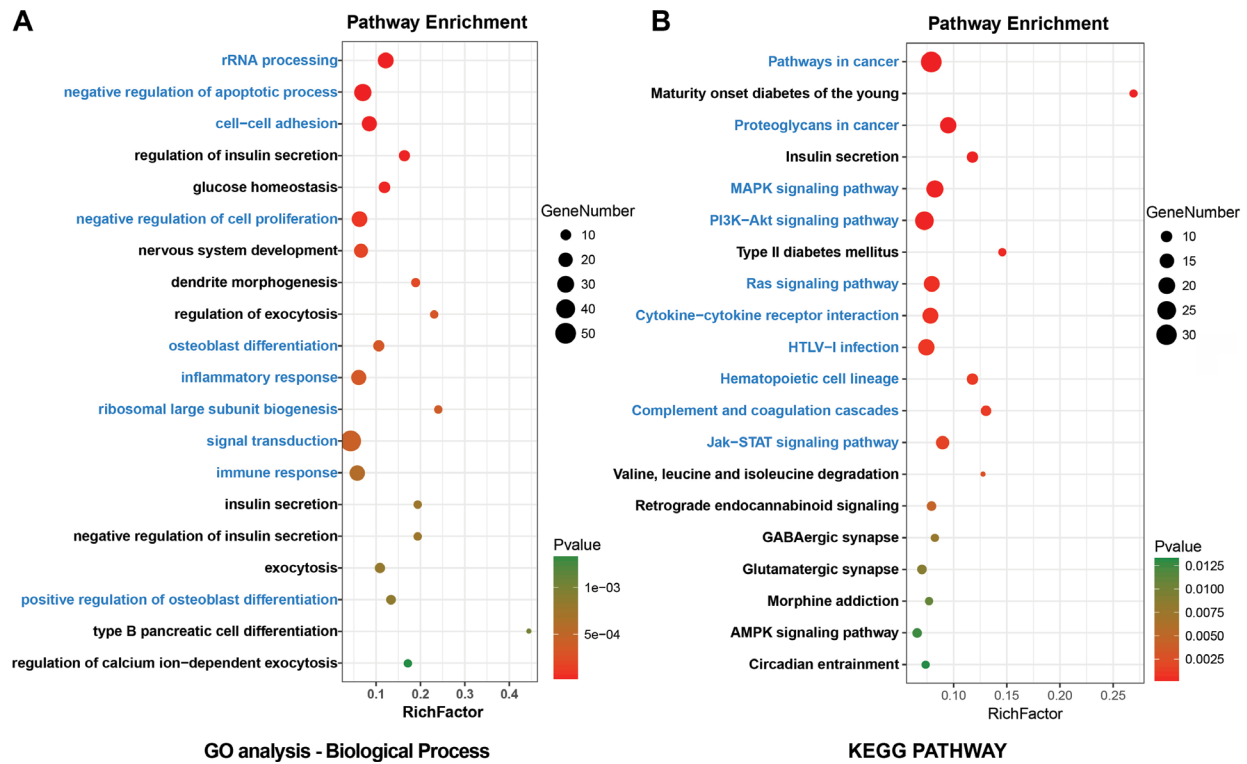 A
Pathway Enrichment
rRNA processing
negative regulation of apoptotic process
cell−cell adhesion
regulation of insulin secretion
glucose homeostasis
negative regulation of cell proliferation
nervous system development
dendrite morphogenesis
regulation of exocytosis
osteoblast differentiation
inflammatory response
ribosomal large subunit biogenesis
signal transduction
immune response
insulin secretion
negative regulation of insulin secretion
exocytosis
positive regulation of osteoblast differentiation
type B pancreatic cell differentiation
regulation of calcium ion−dependent exocytosis
0.1 0.2 0.3 0.4
RichFactor
GeneNumber
10
20
30
40
50
Pvalue
1e−03
5e−04
GO analysis - Biological Process
B
Pathway Enrichment
Pathways in cancer
Maturity onset diabetes of the young
Proteoglycans in cancer
Insulin secretion
MAPK signaling pathway
PI3K−Akt signaling pathway
Type II diabetes mellitus
Ras signaling pathway
Cytokine−cytokine receptor interaction
HTLV−I infection
Hematopoietic cell lineage
Complement and coagulation cascades
Jak−STAT signaling pathway
Valine, leucine and isoleucine degradation
Retrograde endocannabinoid signaling
GABAergic synapse
Glutamatergic synapse
Morphine addiction
AMPK signaling pathway
Circadian entrainment
0.10 0.15 0.20 0.25
RichFactor
GeneNumber
10
15
20
25
30
Pvalue
0.0125
0.0100
0.0075
0.0050
0.0025
KEGG PATHWAY